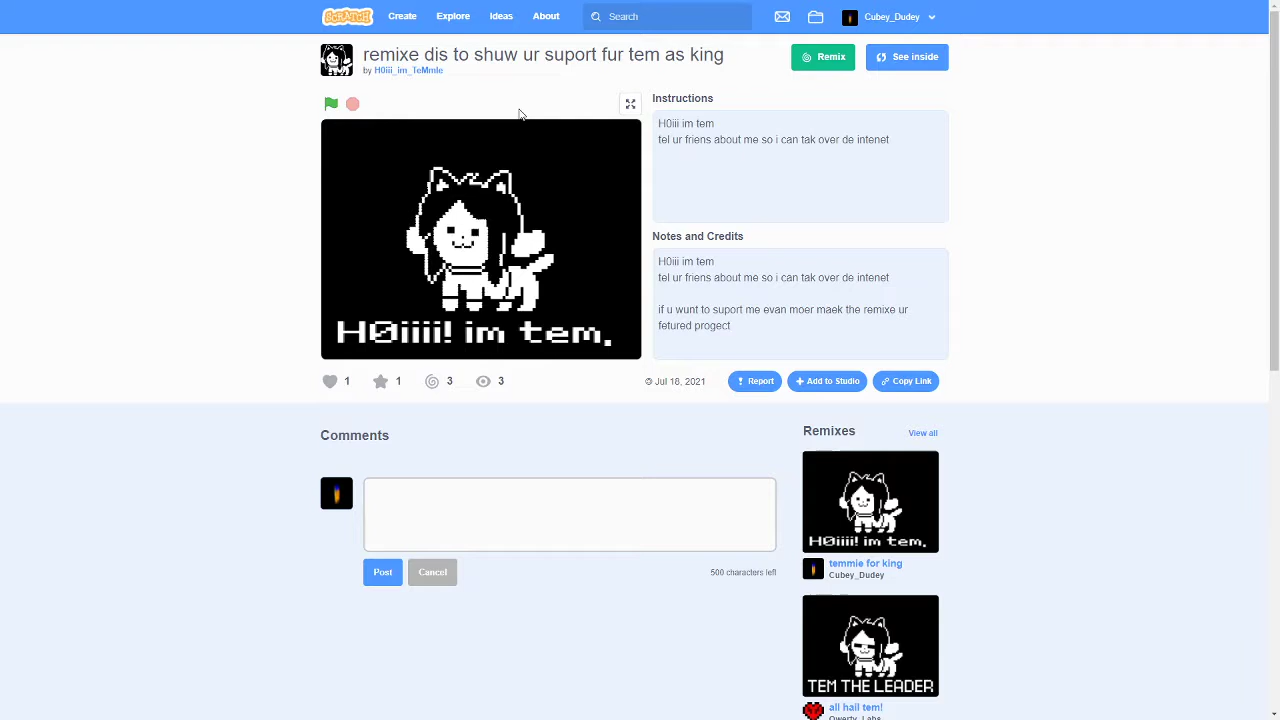 SCRATCH Create Explore Ideas About Search Cubey_Dudey
remixe dis to shuw ur suport fur tem as king
by H0iii_im_TeMmIe
Remix See inside
Instructions
H0iii im tem
tel ur friens about me so i can tak over de intenet
Notes and Credits
H0iii im tem
tel ur friens about me so i can tak over de intenet
if u wunt to suport me evan moer maek the remixe ur
fetured progect
H0iiii! im tem.
1 1 3 3 © Jul 18, 2021 Report Add to Studio Copy Link
Comments
Post Cancel 500 characters left
Remixes View all
H0iiii! im tem.
temmie for king
Cubey_Dudey
TEM THE LEADER
all hail tem!
Qwerty_Labs